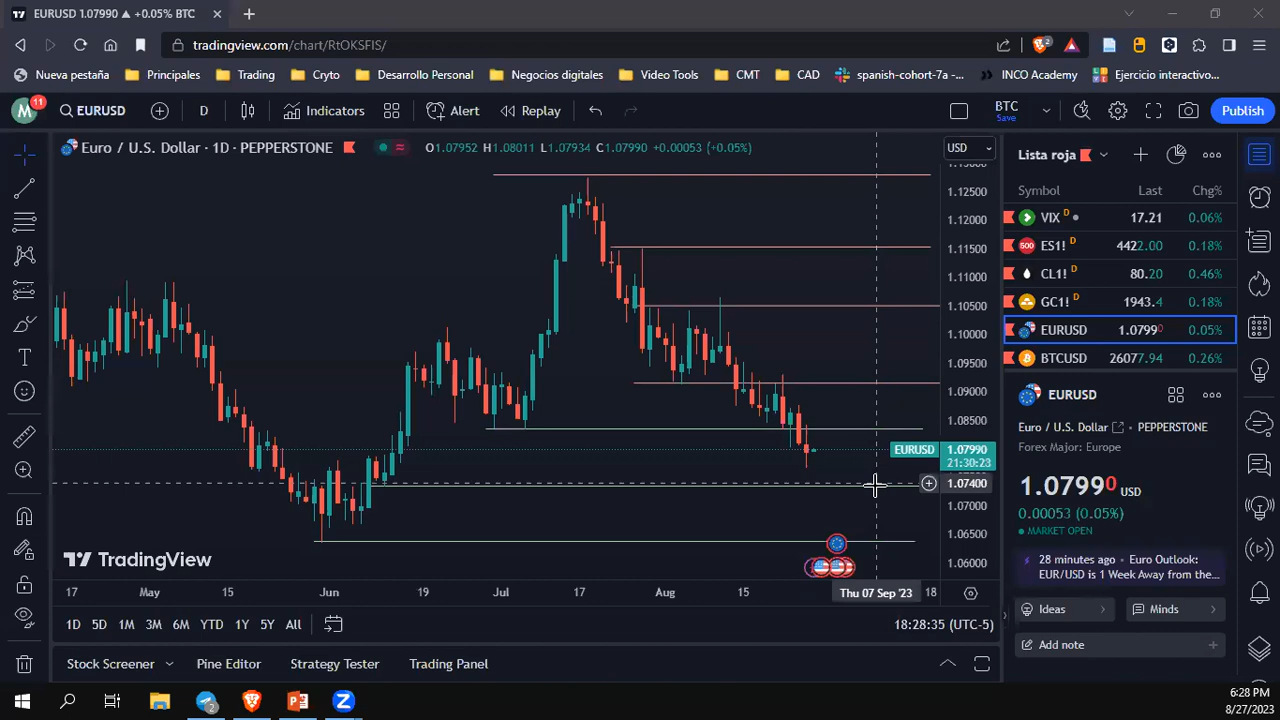 EURUSD 1.07990 ▲ +0.05% BTC
tradingview.com/chart/RtOKSFIS/
2
Nueva pestaña Principales Trading Cryto Desarrollo Personal Negocios digitales Video Tools CMT CAD spanish-cohort-7a -... INCO Academy Ejercicio interactivo...
M 11 EURUSD D Indicators Alert Replay BTC Save Publish
Euro / U.S. Dollar · 1D · PEPPERSTONE O1.07952 H1.08011 L1.07934 C1.07990 +0.00053 (+0.05%) USD
1.12500
1.12000
1.11500
1.11000
1.10500
1.10000
1.09500
1.09000
1.08500
EURUSD 1.07990
21:30:23
1.07400
1.07000
1.06500
1.06000
TradingView
17 May 15 Jun 19 Jul 17 Aug 15 Thu 07 Sep '23 18
1D 5D 1M 3M 6M YTD 1Y 5Y All 18:28:35 (UTC-5)
Stock Screener Pine Editor Strategy Tester Trading Panel
Lista roja
Symbol Last Chg%
VIX D 17.21 0.06%
500 ES1! D 4422.00 0.18%
CL1! D 80.20 0.46%
GC1! D 1943.4 0.18%
EURUSD 1.07990 0.05%
BTCUSD 26077.94 0.26%
EURUSD
Euro / U.S. Dollar · PEPPERSTONE
Forex Major: Europe
1.07990 USD
0.00053 (0.05%)
MARKET OPEN
28 minutes ago · Euro Outlook:
EUR/USD is 1 Week Away from the...
Ideas Minds
Add note
2
6:28 PM
8/27/2023